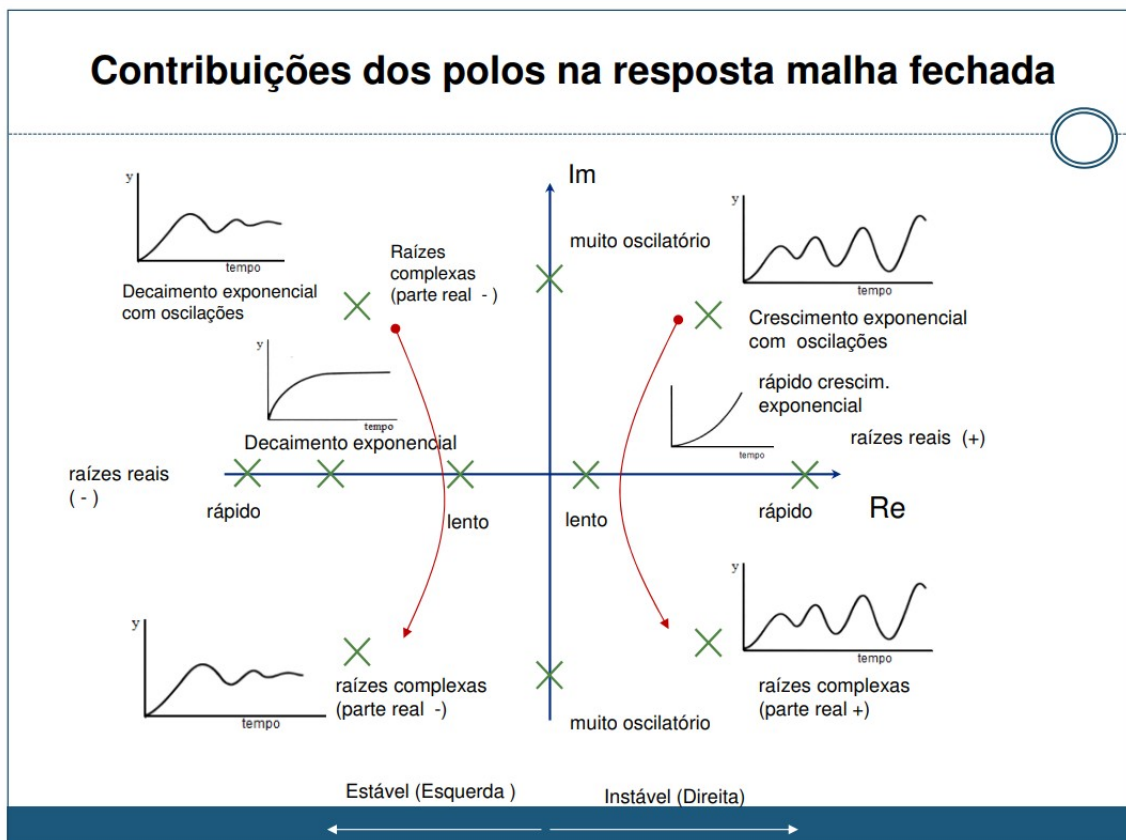 Contribuições dos polos na resposta malha fechada
y
tempo
Decaimento exponencial
com oscilações
Raízes
complexas
(parte real - )
Im
muito oscilatório
y
tempo
Crescimento exponencial
com oscilações
y
tempo
Decaimento exponencial
rápido crescim.
exponencial
tempo
raízes reais (+)
raízes reais
( - )
rápido
lento
lento
rápido
Re
y
tempo
raízes complexas
(parte real -)
muito oscilatório
y
tempo
raízes complexas
(parte real +)
Estável (Esquerda )
Instável (Direita)